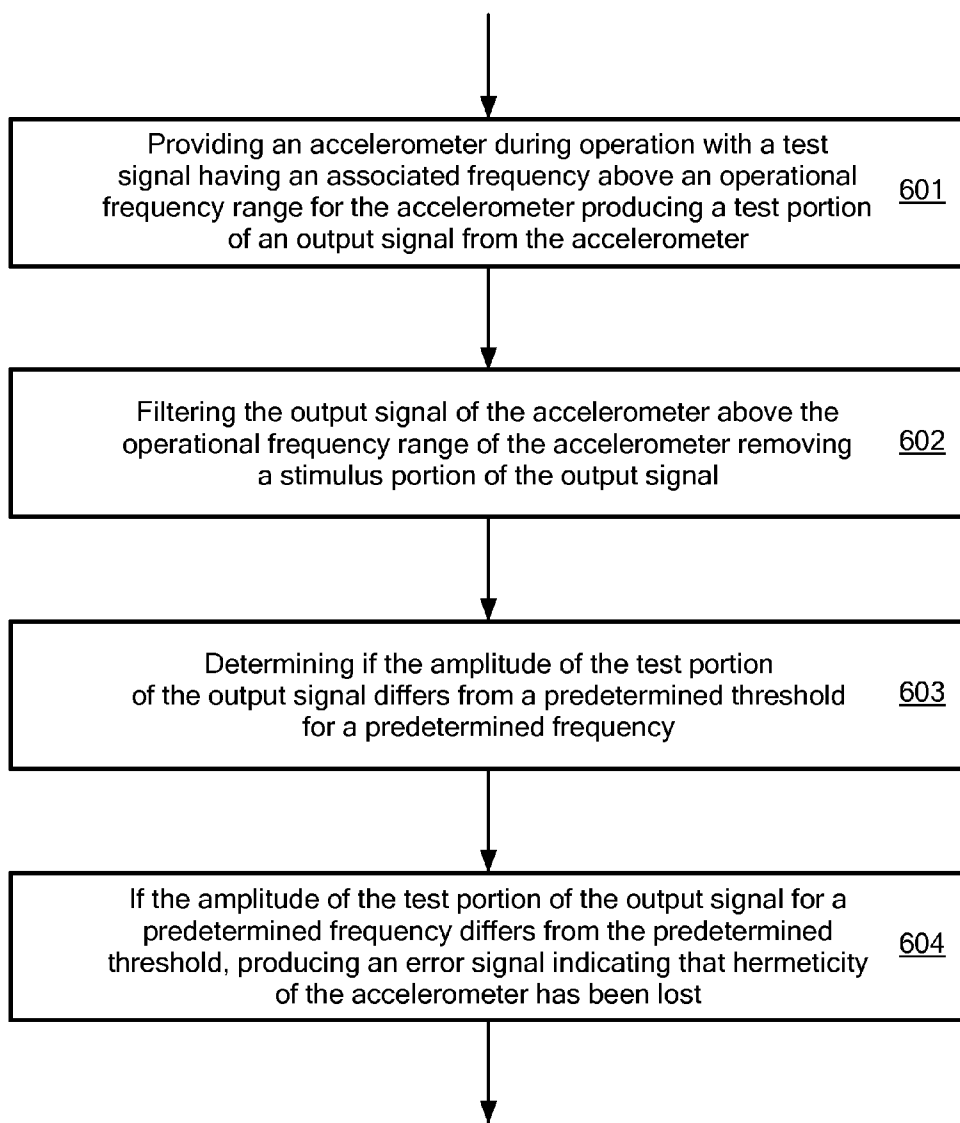 Providing an accelerometer during operation with a test
signal having an associated frequency above an operational
frequency range for the accelerometer producing a test portion
of an output signal from the accelerometer
601
Filtering the output signal of the accelerometer above the
operational frequency range of the accelerometer removing
a stimulus portion of the output signal
602
Determining if the amplitude of the test portion
of the output signal differs from a predetermined threshold
for a predetermined frequency
603
If the amplitude of the test portion of the output signal for a
predetermined frequency differs from the predetermined
threshold, producing an error signal indicating that hermeticity
of the accelerometer has been lost
604